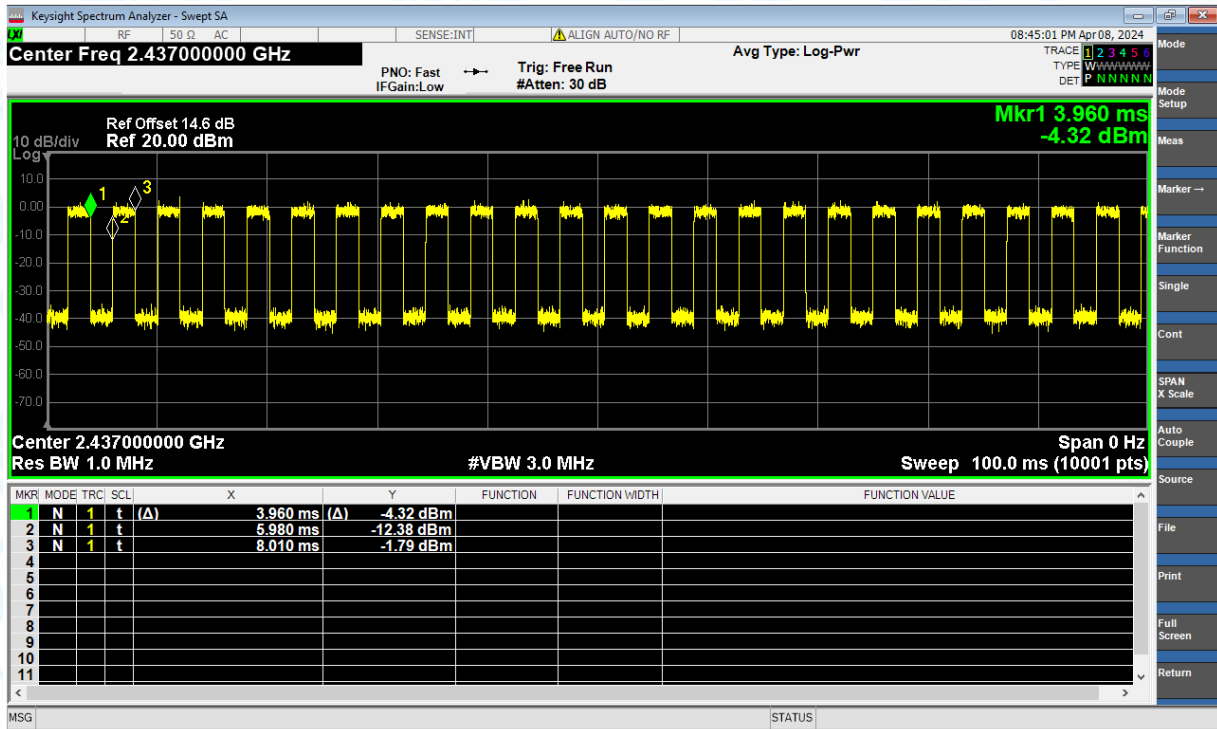 Keysight Spectrum Analyzer - Swept SA
LXI RF 50 Ω AC SENSE:INT ALIGN AUTO/NO RF 08:45:01 PM Apr 08, 2024
Center Freq 2.437000000 GHz
Avg Type: Log-Pwr
TRACE 1 2 3 4 5 6
PNO: Fast Trig: Free Run
TYPE WWWWWW
IFGain:Low #Atten: 30 dB
DET P N N N N N
Mkr1 3.960 ms
Ref Offset 14.6 dB
-4.32 dBm
10 dB/div Ref 20.00 dBm
Log
10.0
0.00
-10.0
-20.0
-30.0
-40.0
-50.0
-60.0
-70.0
1
2
3
Center 2.437000000 GHz Span 0 Hz
Res BW 1.0 MHz #VBW 3.0 MHz Sweep 100.0 ms (10001 pts)
MKR MODE TRC SCL X Y FUNCTION FUNCTION WIDTH FUNCTION VALUE
1 N 1 t (Δ) 3.960 ms (Δ) -4.32 dBm
2 N 1 t 5.980 ms -12.38 dBm
3 N 1 t 8.010 ms -1.79 dBm
4
5
6
7
8
9
10
11
MSG STATUS
Mode
Mode
Setup
Meas
Marker→
Marker
Function
Single
Cont
SPAN
X Scale
Auto
Couple
Source
File
Print
Full
Screen
Return